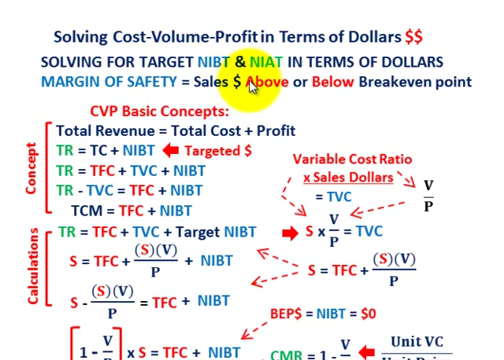 Solving Cost-Volume-Profit in Terms of Dollars $$
SOLVING FOR TARGET NIBT & NIAT IN TERMS OF DOLLARS
MARGIN OF SAFETY = Sales $ Above or Below Breakeven point
CVP Basic Concepts:
Concept
Total Revenue = Total Cost + Profit
TR = TC + NIBT Targeted $
TR = TFC + TVC + NIBT
TR - TVC = TFC + NIBT
TCM = TFC + NIBT
Variable Cost Ratio
x Sales Dollars
= TVC
V
P
Calculations
TR = TFC + TVC + Target NIBT
S x V/P = TVC
S = TFC + (S)(V)/P + NIBT
S = TFC + (S)(V)/P
S - (S)(V)/P = TFC + NIBT
BEP$ = NIBT = $0
[1 - V/P] x S = TFC + NIBT
CMR = 1 - V
Unit VC